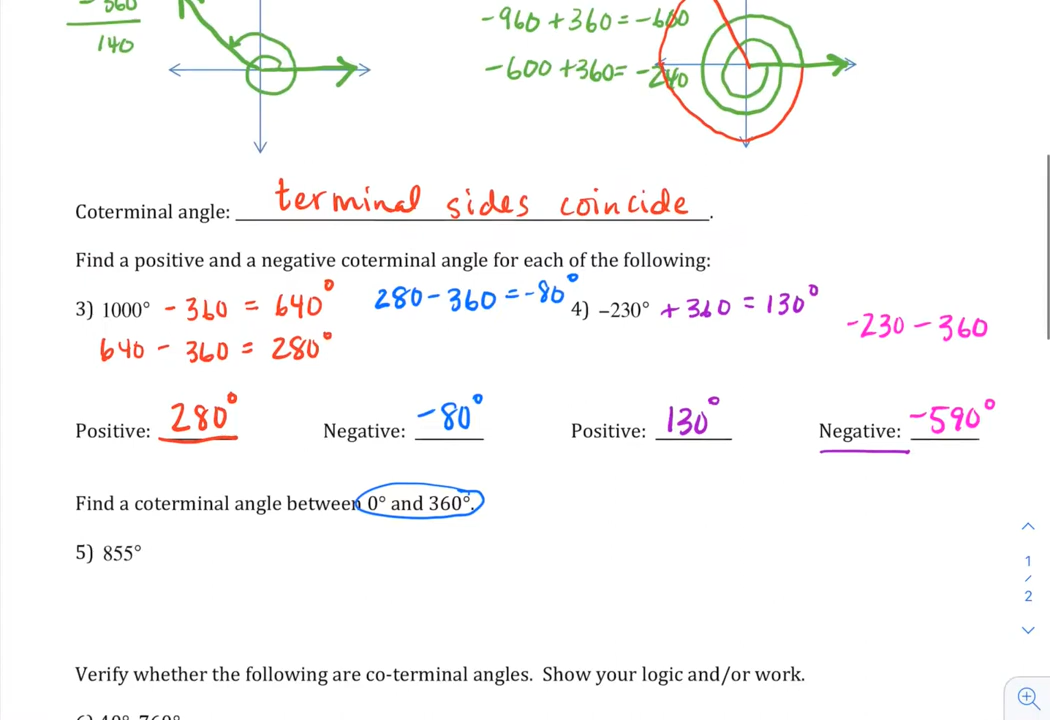 - 360
140
-960 + 360 = -600
-600 + 360 = -240
Coterminal angle: terminal sides coincide.
Find a positive and a negative coterminal angle for each of the following:
3) 1000° - 360 = 640° 280 - 360 = -80° 4) −230° + 360 = 130°
-230 - 360
640 - 360 = 280°
Positive: 280° Negative: -80° Positive: 130° Negative: -590°
Find a coterminal angle between 0° and 360°.
5) 855°
1
/
2
Verify whether the following are co-terminal angles. Show your logic and/or work.